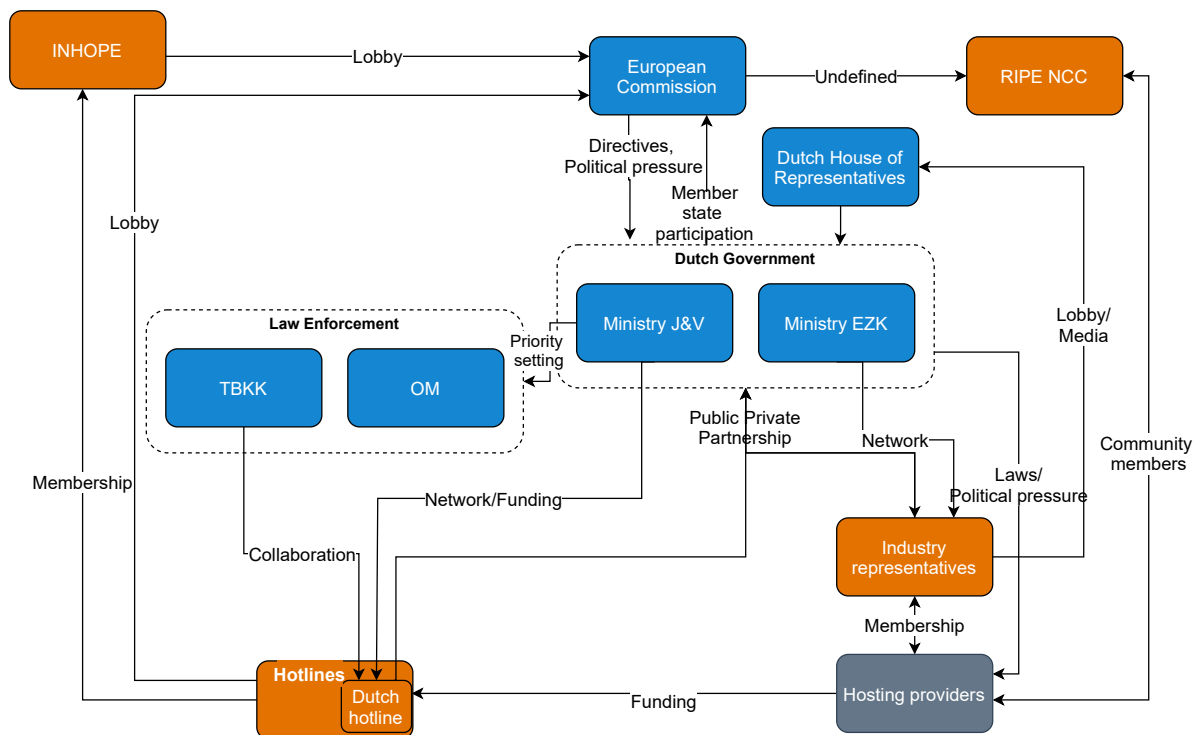 INHOPE
Lobby
European
Commission
Undefined
RIPE NCC
Directives,
Political pressure
Dutch House of
Representatives
Member
state
participation
Lobby
Dutch Government
Ministry J&V
Ministry EZK
Law Enforcement
Priority
setting
TBKK
OM
Lobby/
Media
Public Private
Partnership
Network
Community
members
Membership
Network/Funding
Laws/
Political pressure
Collaboration
Industry
representatives
Membership
Hotlines
Dutch
hotline
Funding
Hosting providers